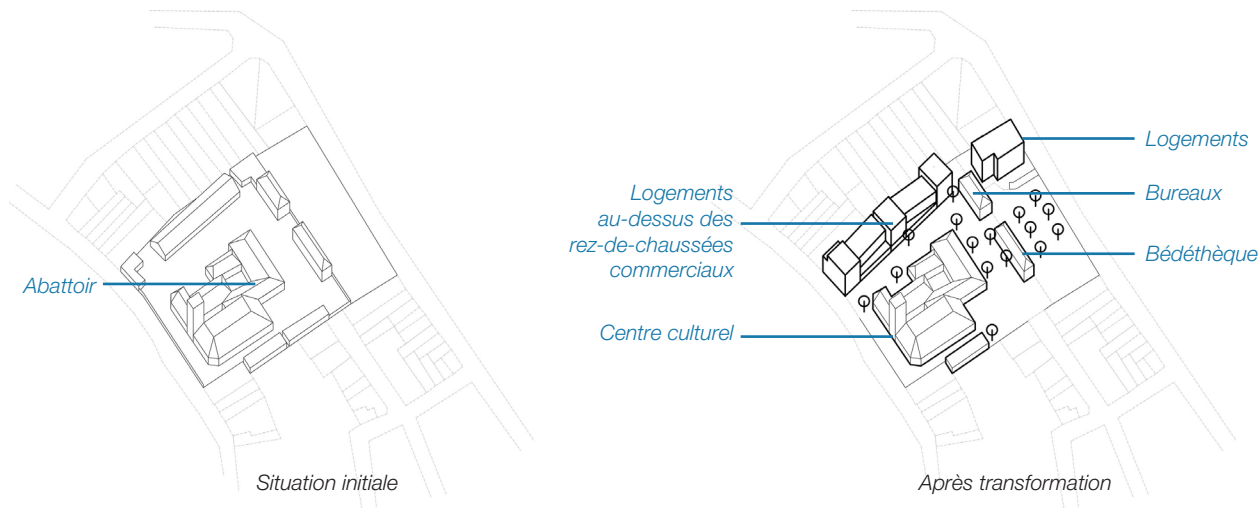 Abattoir
Situation initiale
Logements
au-dessus des
rez-de-chaussées
commerciaux
Centre culturel
Logements
Bureaux
Bédéthèque
Après transformation